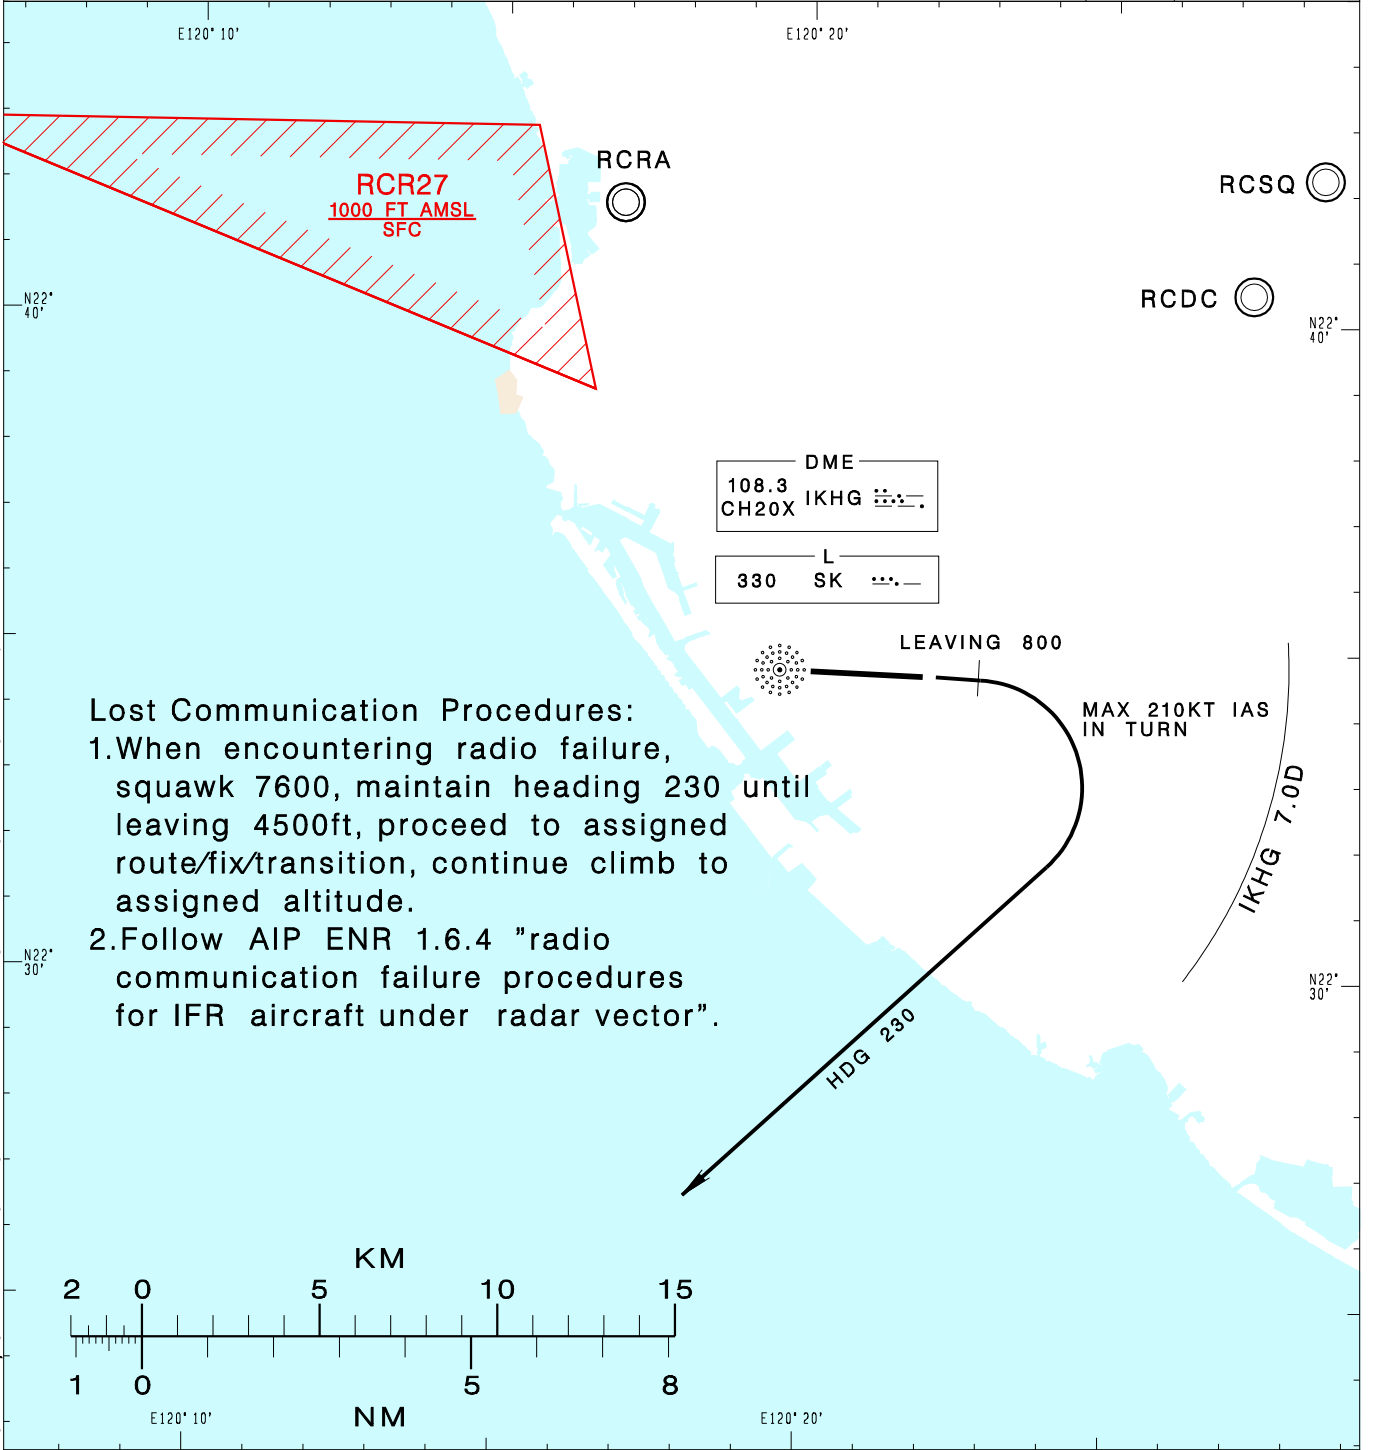 E120° 10'
E120° 20'
RCRA
RCSQ
RCR27
1000 FT AMSL
SFC
RCDC
N22°
40'
N22°
40'
DME
108.3
CH20X IKHG
L
330 SK
LEAVING 800
MAX 210KT IAS
IN TURN
Lost Communication Procedures:
1.When encountering radio failure,
squawk 7600, maintain heading 230 until
leaving 4500ft, proceed to assigned
route/fix/transition, continue climb to
assigned altitude.
2.Follow AIP ENR 1.6.4 "radio
communication failure procedures
for IFR aircraft under radar vector".
IKHG 7.0D
N22°
30'
N22°
30'
HDG 230
KM
2 0 5 10 15
1 0 5 8
NM
E120° 10'
E120° 20'